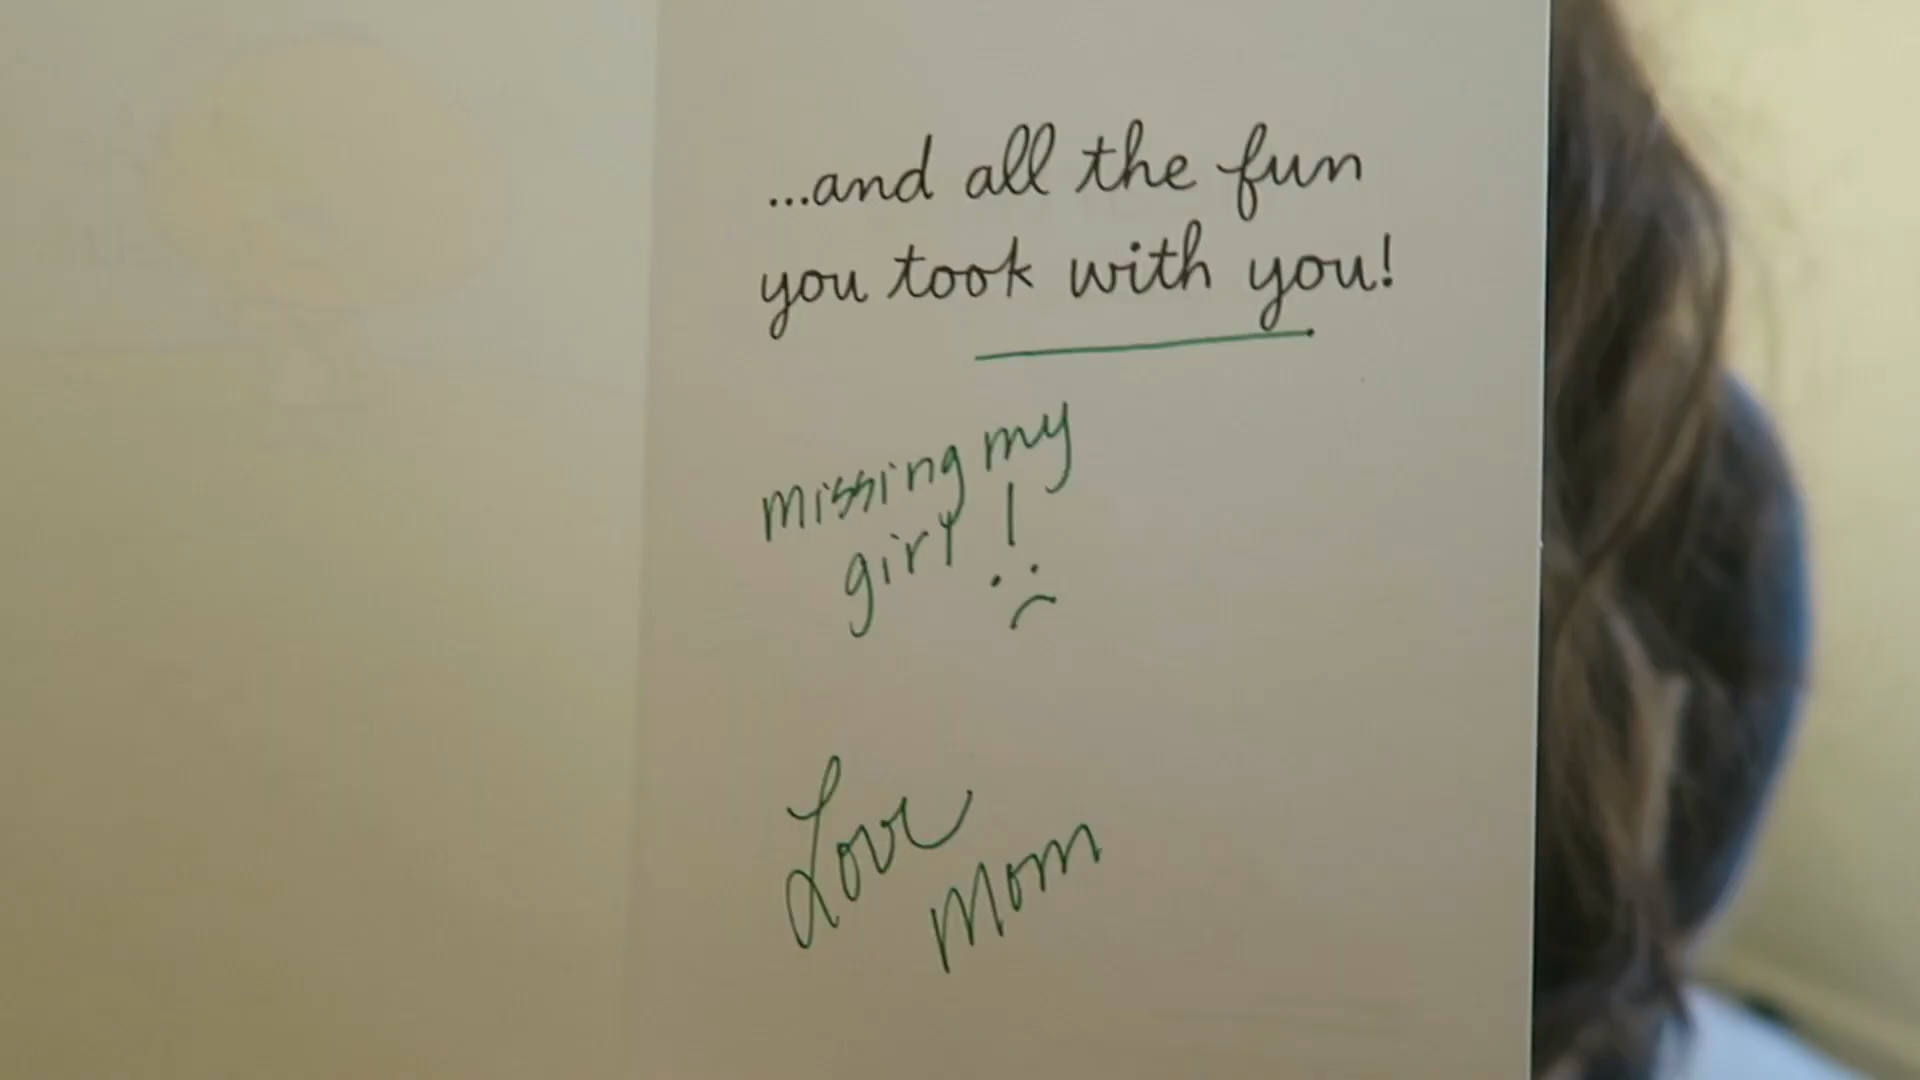 ...and all the fun
you took with you!
missing my
girl!
Love
Mom